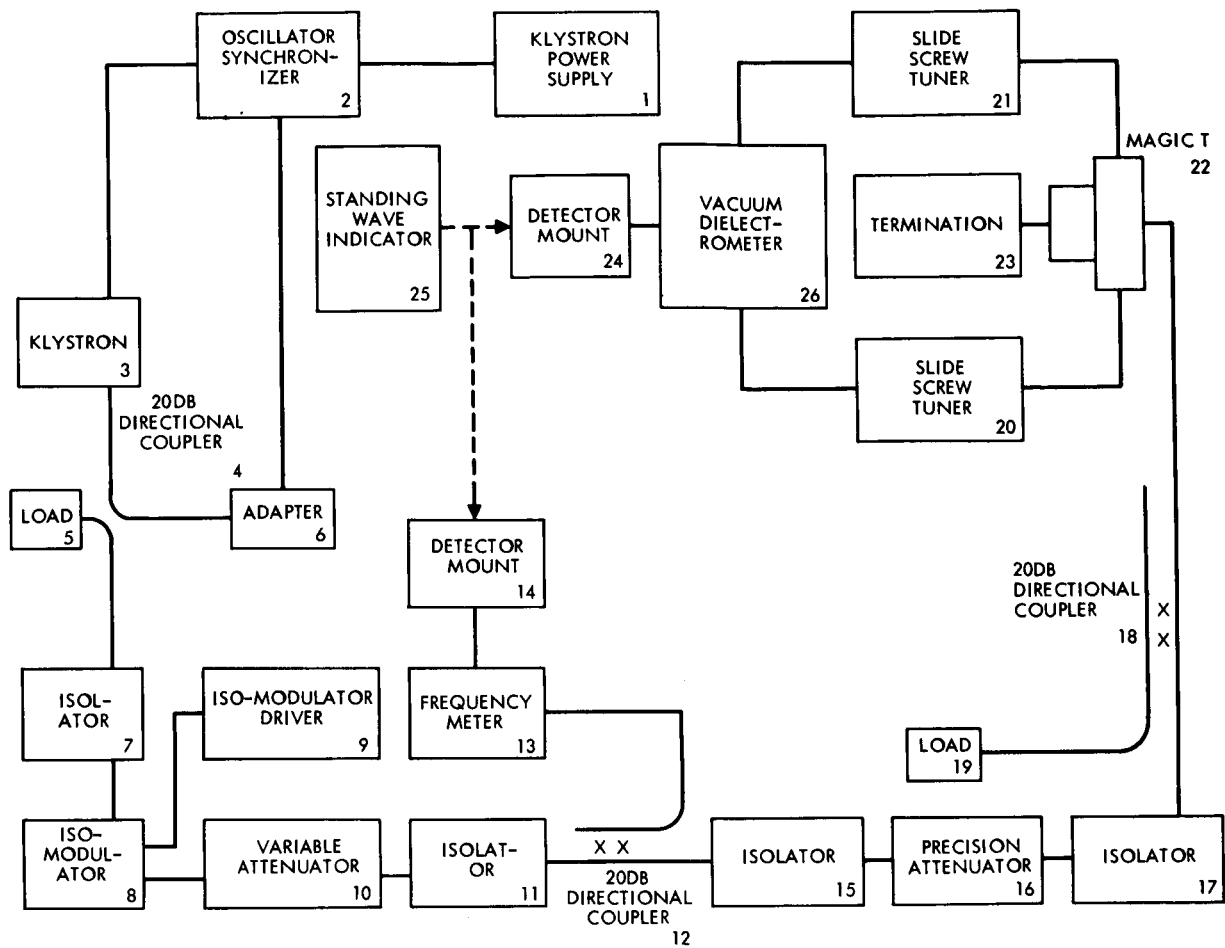 OSCILLATOR
SYNCHRON-
IZER
2
KLYSTRON
POWER
SUPPLY
1
SLIDE
SCREW
TUNER
21
MAGIC T
22
STANDING
WAVE
INDICATOR
25
DETECTOR
MOUNT
24
VACUUM
DIELECT-
ROMETER
26
TERMINATION
23
KLYSTRON
3
20DB
DIRECTIONAL
COUPLER
4
SLIDE
SCREW
TUNER
20
LOAD
5
ADAPTER
6
DETECTOR
MOUNT
14
20DB
DIRECTIONAL
COUPLER
18
X
X
ISOL-
ATOR
7
ISO-MODULATOR
DRIVER
9
FREQUENCY
METER
13
LOAD
19
ISO-
MODUL-
ATOR
8
VARIABLE
ATTENUATOR
10
ISOLAT-
OR
11
X X
20DB
DIRECTIONAL
COUPLER
12
ISOLATOR
15
PRECISION
ATTENUATOR
16
ISOLATOR
17